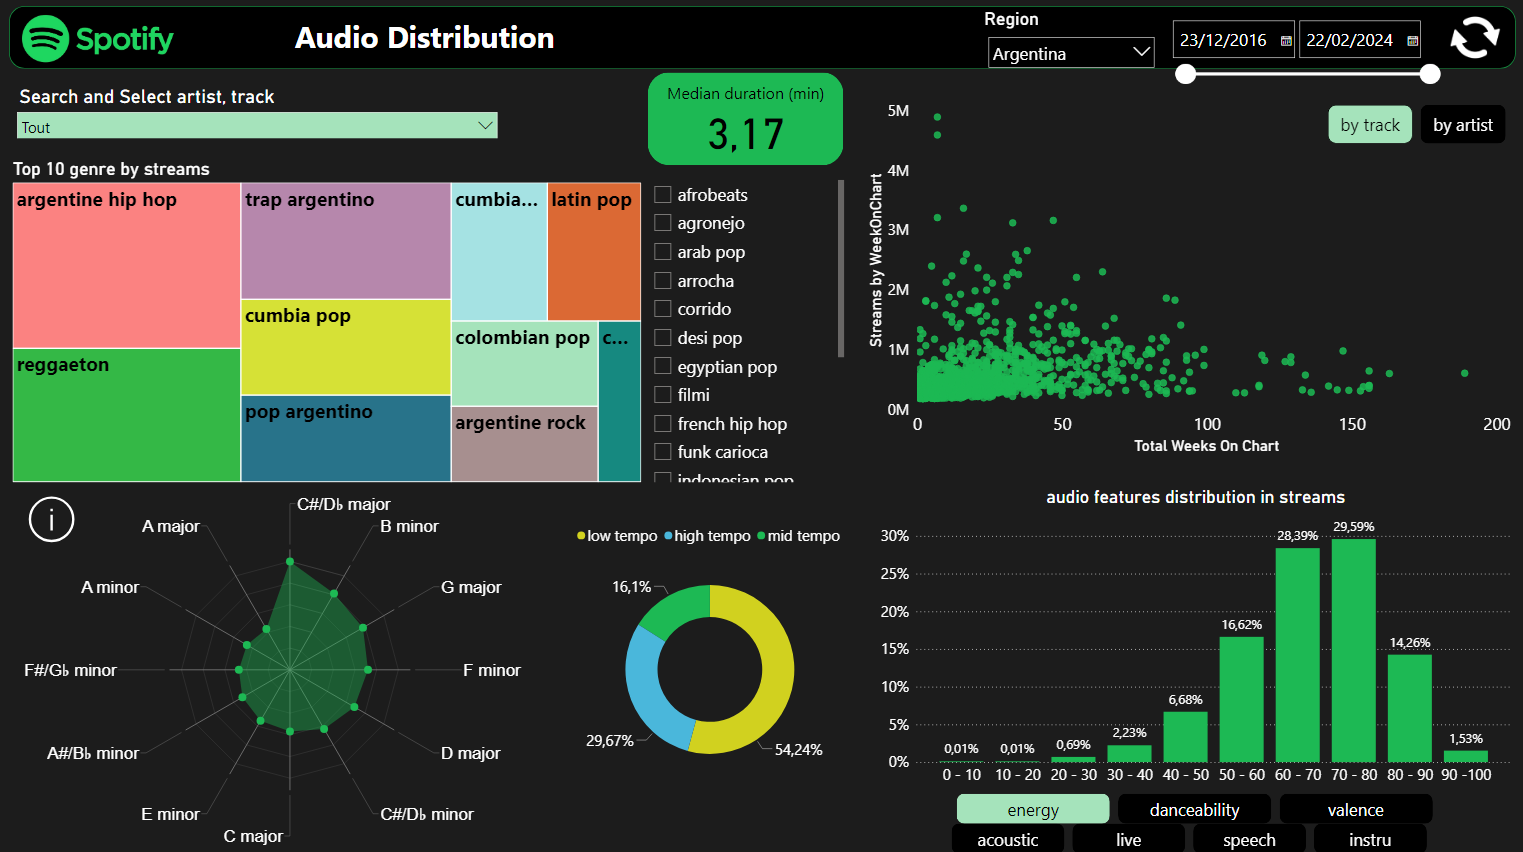 Spotify
Audio Distribution
Region
Argentina
23/12/2016
22/02/2024
Search and Select artist, track
Tout
Median duration (min)
3,17
by track
by artist
Top 10 genre by streams
argentine hip hop
reggaeton
trap argentino
cumbia pop
pop argentino
cumbia...
latin pop
colombian pop
c...
argentine rock
afrobeats
agronejo
arab pop
arrocha
corrido
desi pop
egyptian pop
filmi
french hip hop
funk carioca
indonesian pop
Streams by WeekOnChart
5M
4M
3M
2M
1M
0M
0
50
100
150
200
Total Weeks On Chart
i
C#/D♭ major
B minor
G major
F minor
D major
C#/D♭ minor
C major
E minor
A#/B♭ minor
F#/G♭ minor
A minor
A major
low tempo
high tempo
mid tempo
16,1%
29,67%
54,24%
audio features distribution in streams
30%
25%
20%
15%
10%
5%
0%
0,01%
0,01%
0,69%
2,23%
6,68%
16,62%
28,39%
29,59%
14,26%
1,53%
0 - 10
10 - 20
20 - 30
30 - 40
40 - 50
50 - 60
60 - 70
70 - 80
80 - 90
90 -100
energy
danceability
valence
acoustic
live
speech
instru